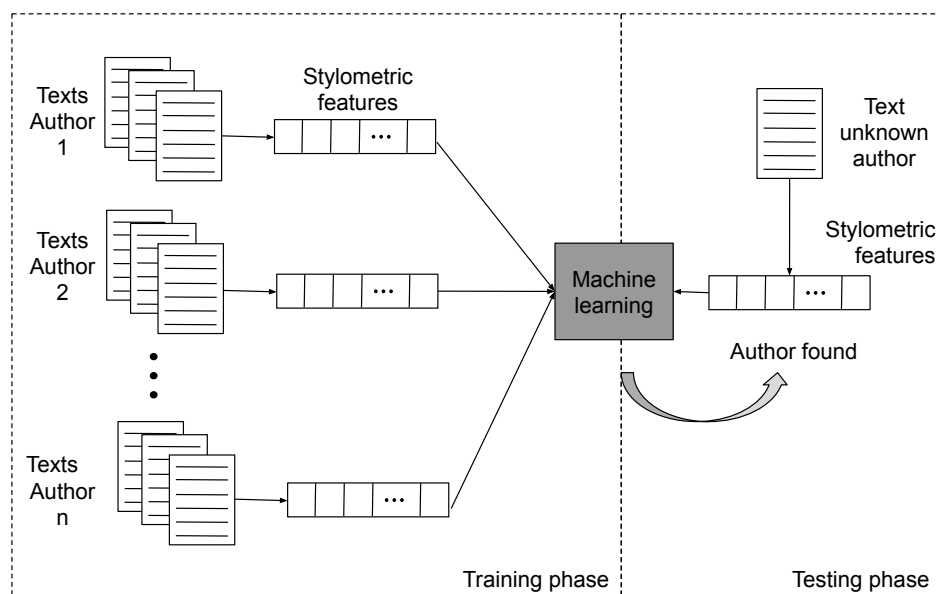 Texts
Author
1
Stylometric
features
Texts
Author
2
Texts
Author
n
Machine
learning
Text
unknown
author
Stylometric
features
Author found
Training phase
Testing phase